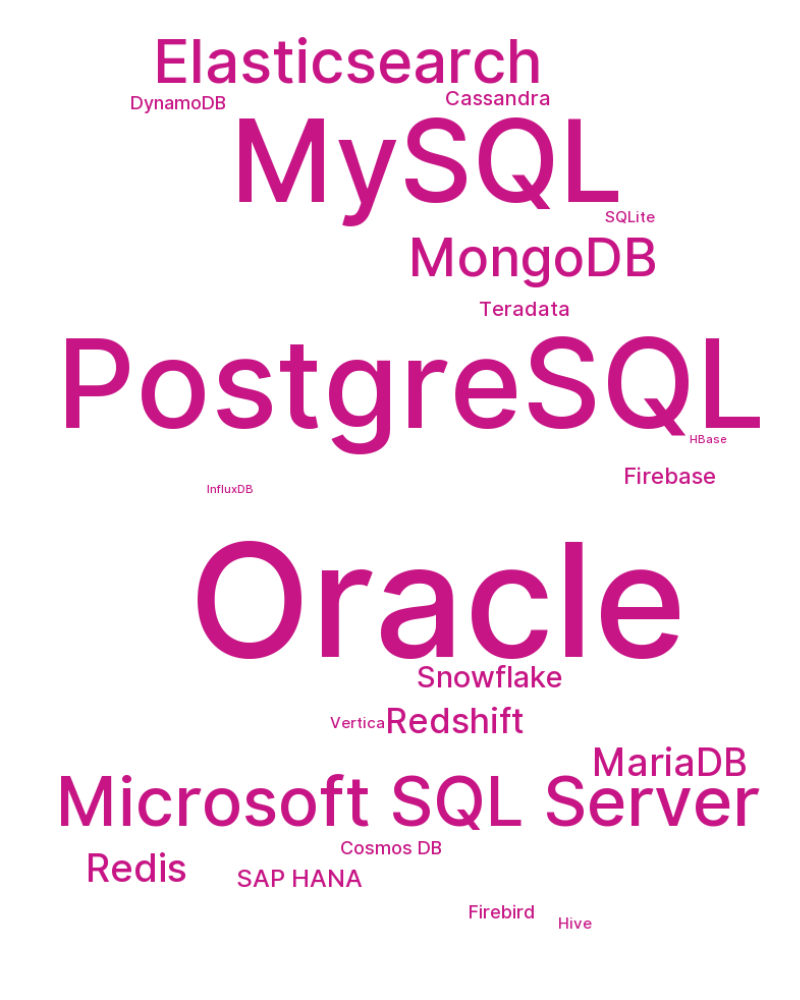 Elasticsearch
DynamoDB
Cassandra
MySQL
SQLite
MongoDB
Teradata
PostgreSQL
HBase
Firebase
InfluxDB
Oracle
Snowflake
Vertica
Redshift
MariaDB
Microsoft SQL Server
Cosmos DB
Redis
SAP HANA
Firebird
Hive